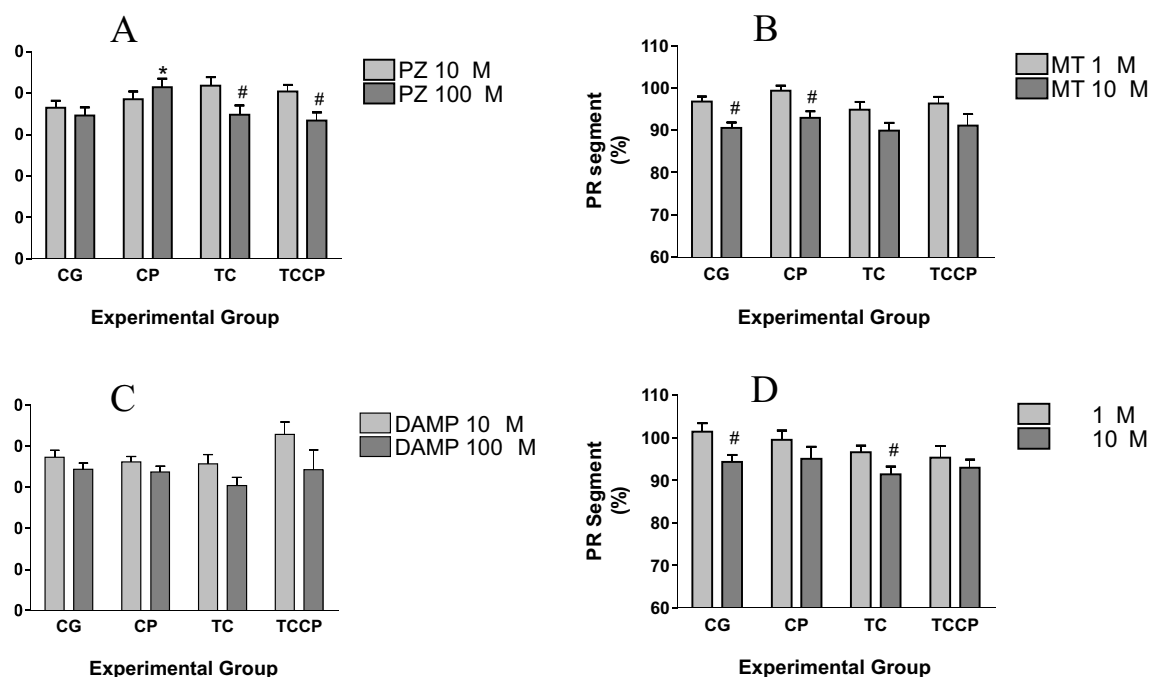 A
0
0
0
0
0
0
PZ 10 M
PZ 100 M
*
#
#
CG CP TC TCCP
Experimental Group
B
PR segment
(%)
110
100
90
80
70
60
MT 1 M
MT 10 M
#
#
CG CP TC TCCP
Experimental Group
C
0
0
0
0
0
0
DAMP 10 M
DAMP 100 M
CG CP TC TCCP
Experimental Group
D
PR Segment
(%)
110
100
90
80
70
60
1 M
10 M
#
#
CG CP TC TCCP
Experimental Group